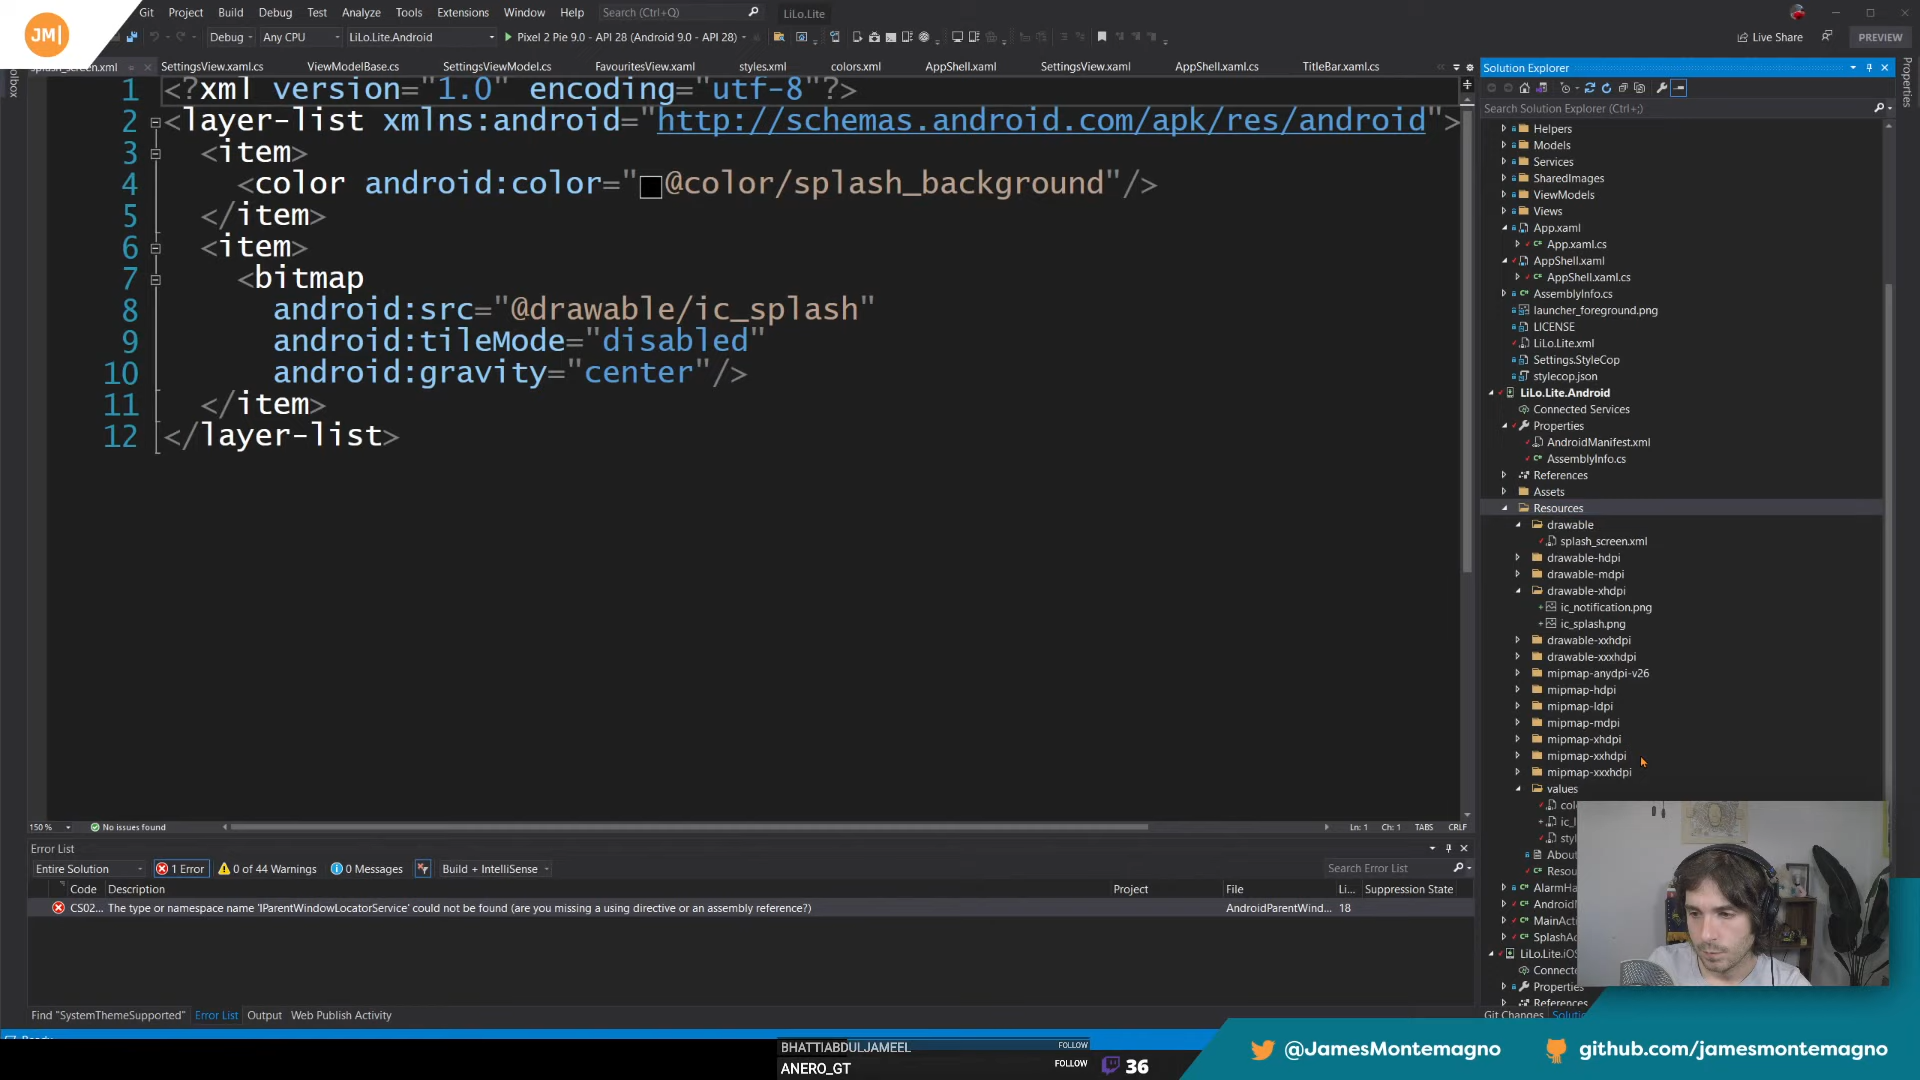 JM|
Git Project Build Debug Test Analyze Tools Extensions Window Help Search (Ctrl+Q) LiLo.Lite
Debug Any CPU LiLo.Lite.Android Pixel 2 Pie 9.0 - API 28 (Android 9.0 - API 28) Live Share PREVIEW
splash_screen.xml SettingsView.xaml.cs ViewModelBase.cs SettingsViewModel.cs FavouritesView.xaml styles.xml colors.xml AppShell.xaml SettingsView.xaml AppShell.xaml.cs TitleBar.xaml.cs
1 <?xml version="1.0" encoding="utf-8"?>
2 <layer-list xmlns:android="http://schemas.android.com/apk/res/android">
3 <item>
4 <color android:color="@color/splash_background"/>
5 </item>
6 <item>
7 <bitmap
8 android:src="@drawable/ic_splash"
9 android:tileMode="disabled"
10 android:gravity="center"/>
11 </item>
12 </layer-list>
150 % No issues found Ln: 1 Ch: 1 TABS CRLF
Error List
Entire Solution 1 Error 0 of 44 Warnings 0 Messages Build + IntelliSense Search Error List
Code Description Project File Li... Suppression State
CS02... The type or namespace name 'IParentWindowLocatorService' could not be found (are you missing a using directive or an assembly reference?) AndroidParentWind... 18
Find "SystemThemeSupported" Error List Output Web Publish Activity
Solution Explorer
Search Solution Explorer (Ctrl+;)
Helpers
Models
Services
SharedImages
ViewModels
Views
App.xaml
App.xaml.cs
AppShell.xaml
AppShell.xaml.cs
AssemblyInfo.cs
launcher_foreground.png
LICENSE
LiLo.Lite.xml
Settings.StyleCop
stylecop.json
LiLo.Lite.Android
Connected Services
Properties
AndroidManifest.xml
AssemblyInfo.cs
References
Assets
Resources
drawable
splash_screen.xml
drawable-hdpi
drawable-mdpi
drawable-xhdpi
ic_notification.png
ic_splash.png
drawable-xxhdpi
drawable-xxxhdpi
mipmap-anydpi-v26
mipmap-hdpi
mipmap-ldpi
mipmap-mdpi
mipmap-xhdpi
mipmap-xxhdpi
mipmap-xxxhdpi
values
Properties
References
Git Changes
Properties
BHATTIABDULJAMEEL FOLLOW
ANERO_GT FOLLOW 36
@JamesMontemagno github.com/jamesmontemagno